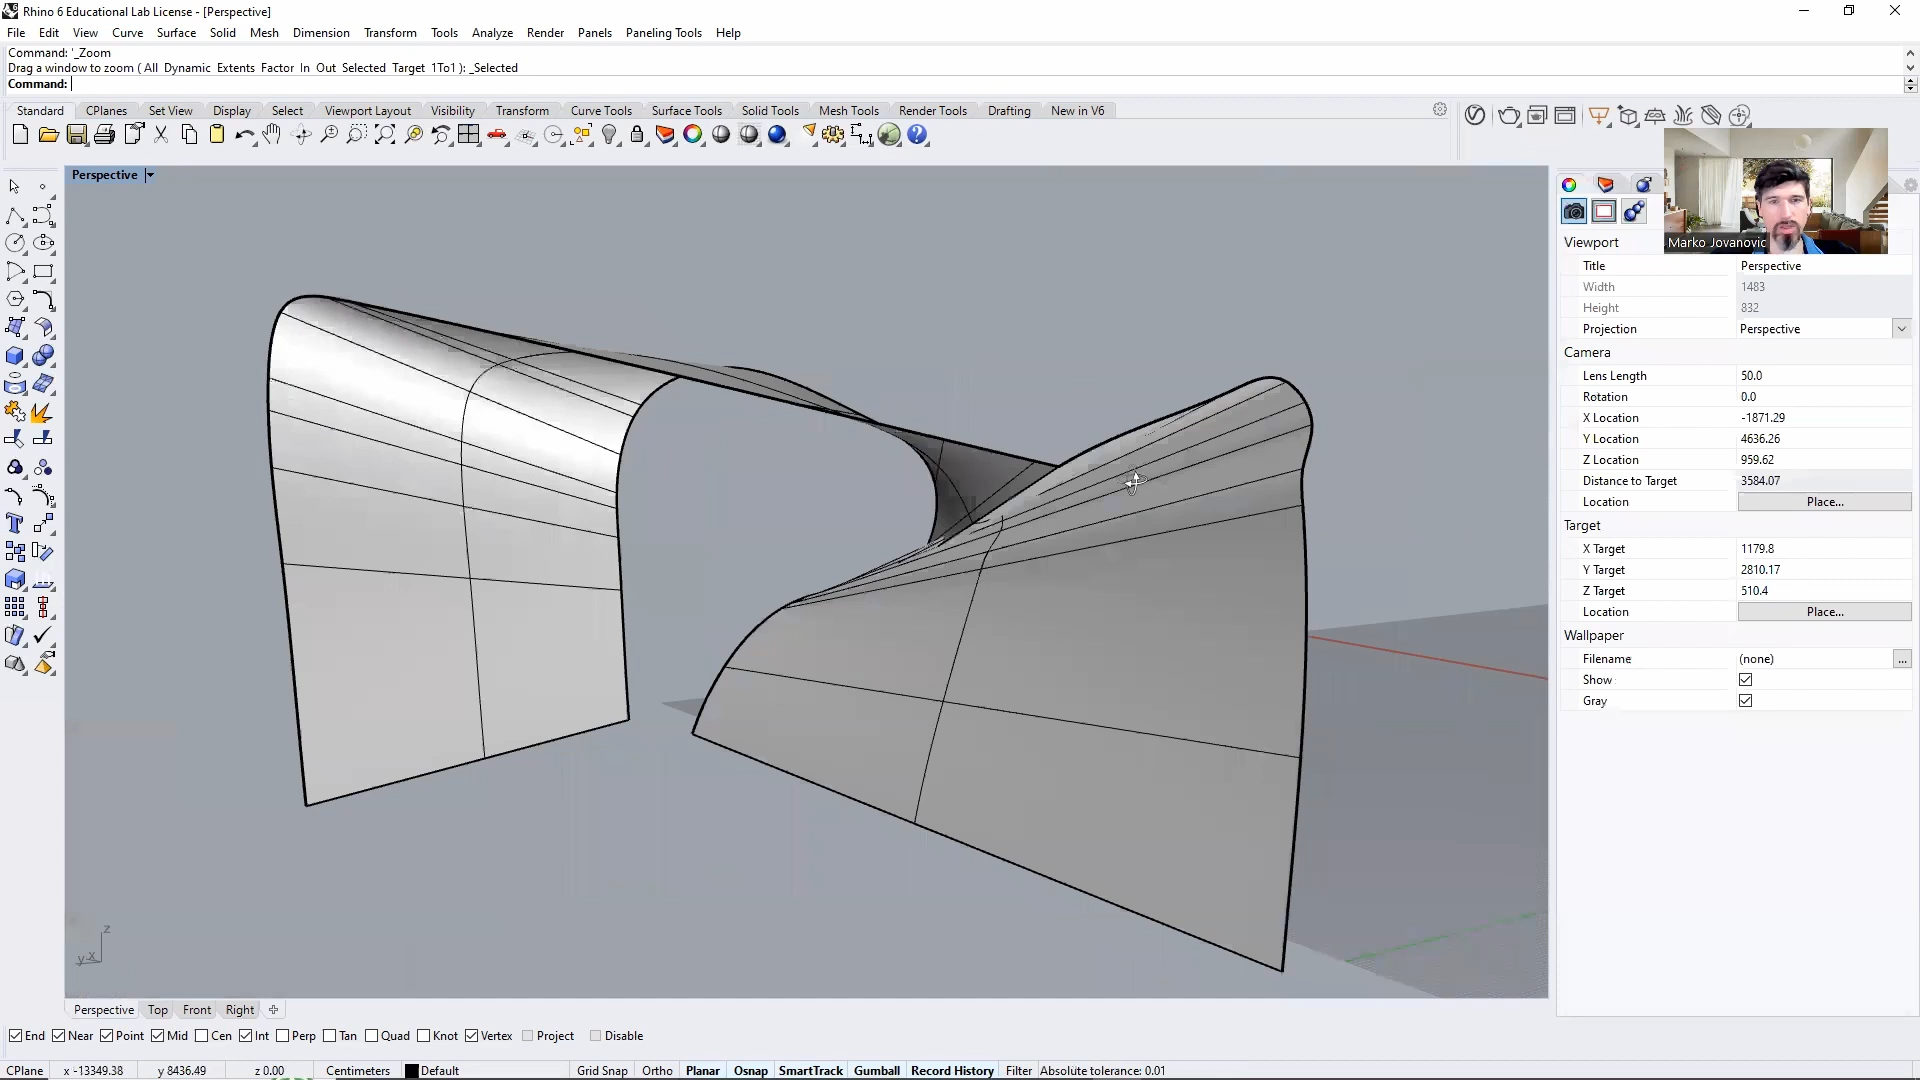 Rhino 6 Educational Lab License - [Perspective]
File Edit View Curve Surface Solid Mesh Dimension Transform Tools Analyze Render Panels Paneling Tools Help
Command: '_Zoom
Drag a window to zoom ( All Dynamic Extents Factor In Out Selected Target 1To1 ): _Selected
Command:
Standard CPlanes Set View Display Select Viewport Layout Visibility Transform Curve Tools Surface Tools Solid Tools Mesh Tools Render Tools Drafting New in V6
Perspective
Marko Jovanovic
Viewport
Title Perspective
Width 1483
Height 832
Projection Perspective
Camera
Lens Length 50.0
Rotation 0.0
X Location -1871.29
Y Location 4636.26
Z Location 959.62
Distance to Target 3584.07
Location Place...
Target
X Target 1179.8
Y Target 2810.17
Z Target 510.4
Location Place...
Wallpaper
Filename (none) ...
Show
Gray
z
y x
Perspective Top Front Right
End Near Point Mid Cen Int Perp Tan Quad Knot Vertex Project Disable
CPlane x -13349.38 y 8436.49 z 0.00 Centimeters Default Grid Snap Ortho Planar Osnap SmartTrack Gumball Record History Filter Absolute tolerance: 0.01